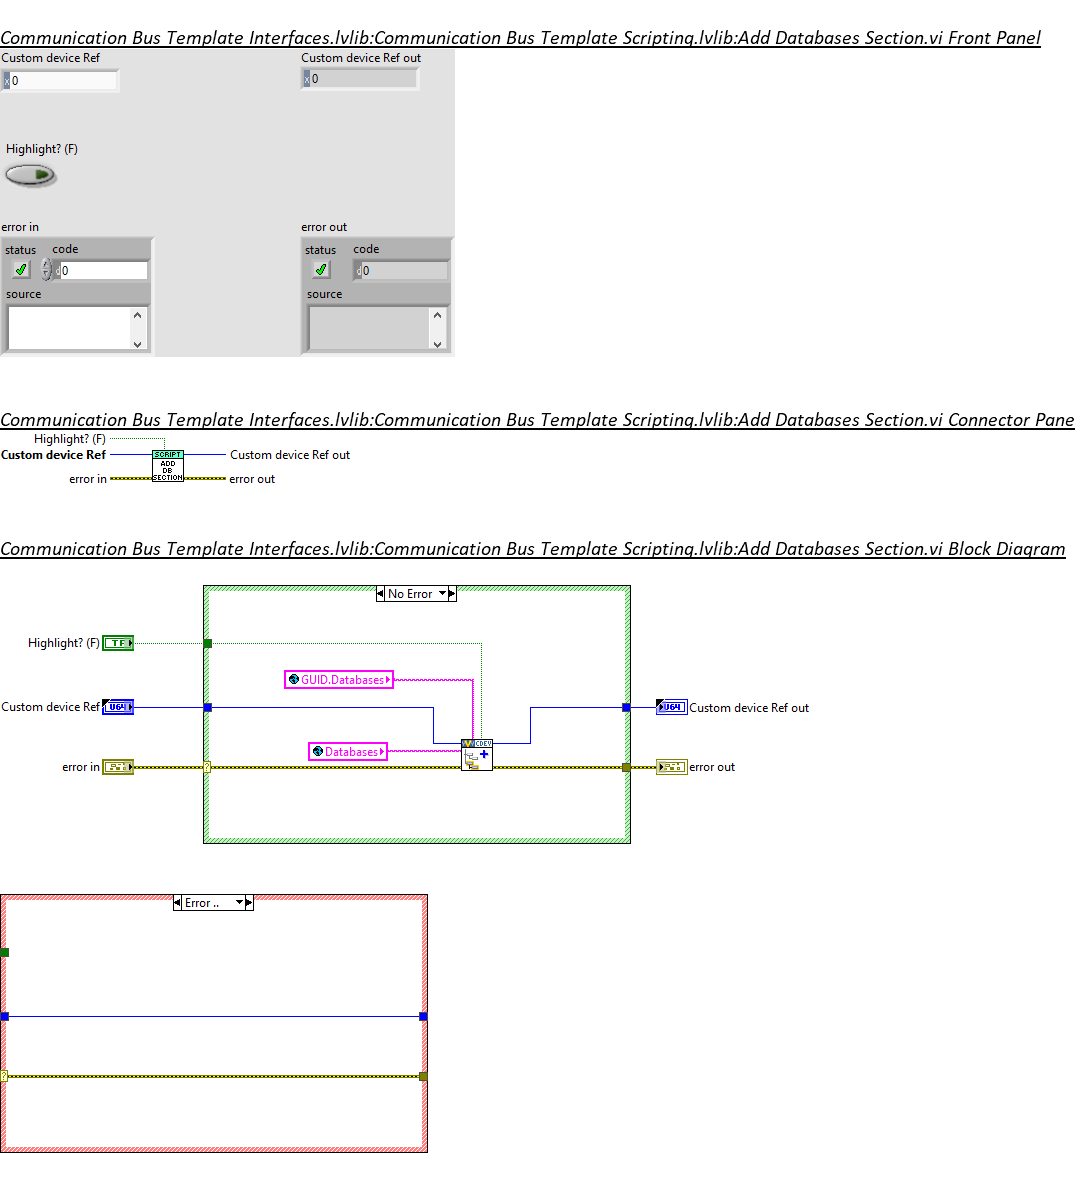 Communication Bus Template Interfaces.lvlib:Communication Bus Template Scripting.lvlib:Add Databases Section.vi Front Panel
Custom device Ref
Custom device Ref out
x 0
x 0
Highlight? (F)
error in
error out
status code
status code
d 0
d 0
source
source
Communication Bus Template Interfaces.lvlib:Communication Bus Template Scripting.lvlib:Add Databases Section.vi Connector Pane
Highlight? (F)
Custom device Ref
Custom device Ref out
error in
error out
SCRIPT
ADD
DB
SECTION
Communication Bus Template Interfaces.lvlib:Communication Bus Template Scripting.lvlib:Add Databases Section.vi Block Diagram
No Error
Highlight? (F)
TF
GUID.Databases
Custom device Ref
U64
U64
Custom device Ref out
CDEV
Databases
error in
?
error out
Error ..
?